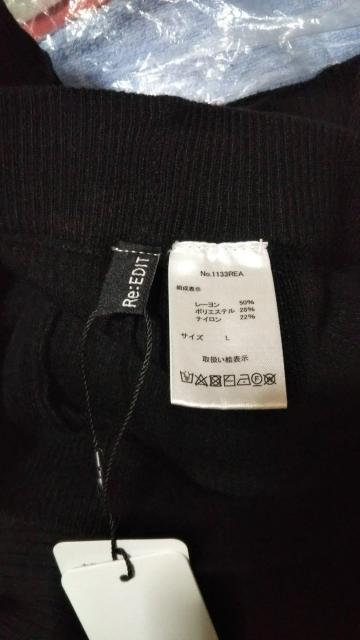 Re:EDIT
No.1133REA
組成表示
レーヨン 50%
ポリエステル 28%
ナイロン 22%
サイズ L
取扱い絵表示